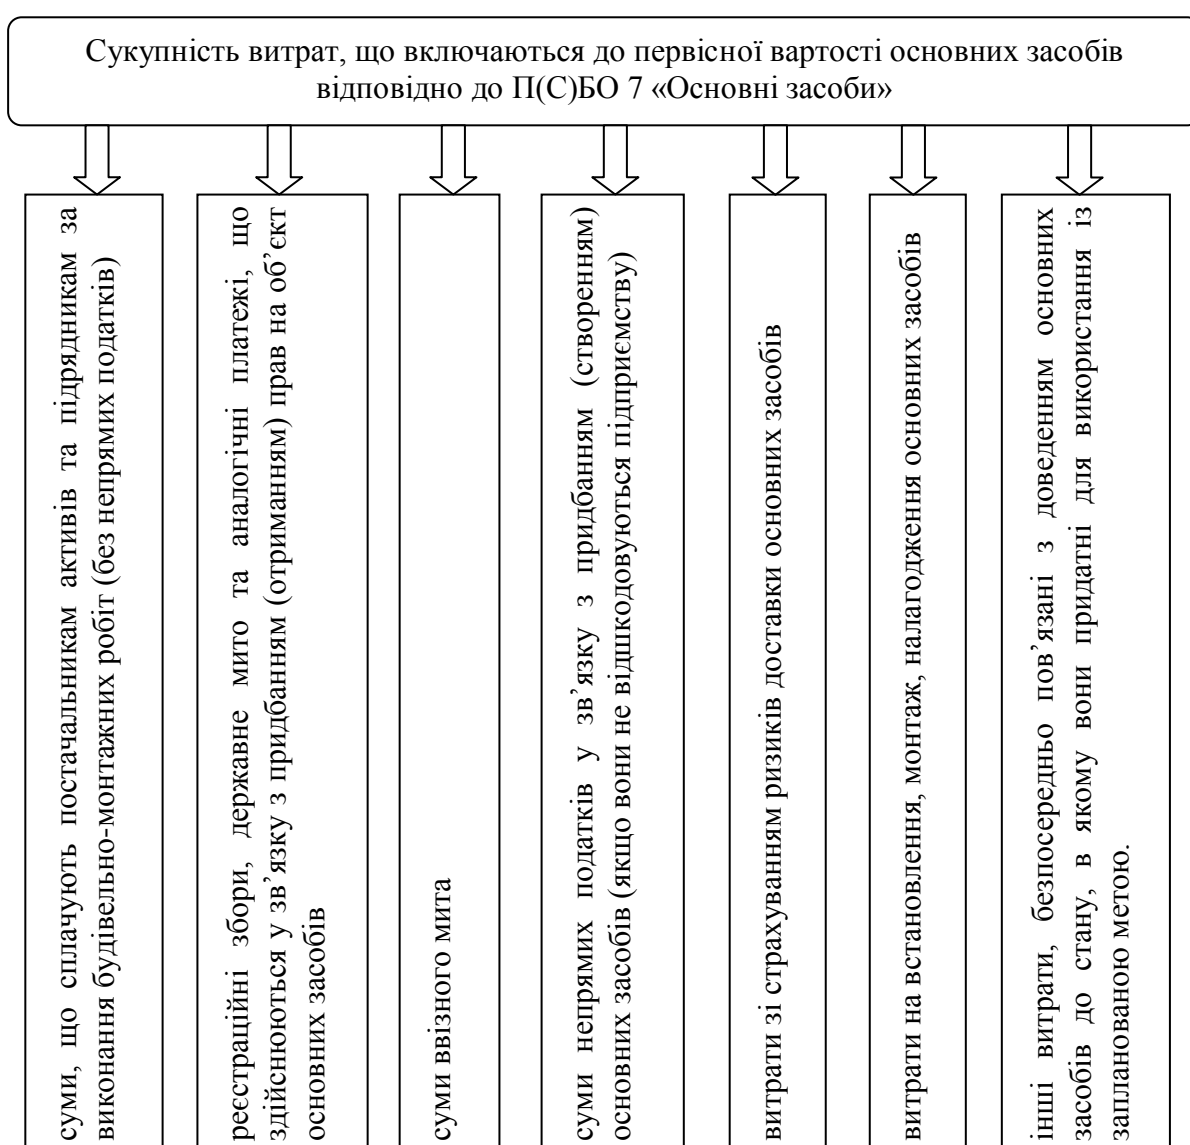 Сукупність витрат, що включаються до первісної вартості основних засобів
відповідно до П(С)БО 7 «Основні засоби»
суми, що сплачують постачальникам активів та підрядникам за
виконання будівельно-монтажних робіт (без непрямих податків)
реєстраційні збори, державне мито та аналогічні платежі, що
здійснюються у зв’язку з придбанням (отриманням) прав на об’єкт
основних засобів
суми ввізного мита
суми непрямих податків у зв’язку з придбанням (створенням)
основних засобів (якщо вони не відшкодовуються підприємству)
витрати зі страхуванням ризиків доставки основних засобів
витрати на встановлення, монтаж, налагодження основних засобів
інші витрати, безпосередньо пов’язані з доведенням основних
засобів до стану, в якому вони придатні для використання із
запланованою метою.